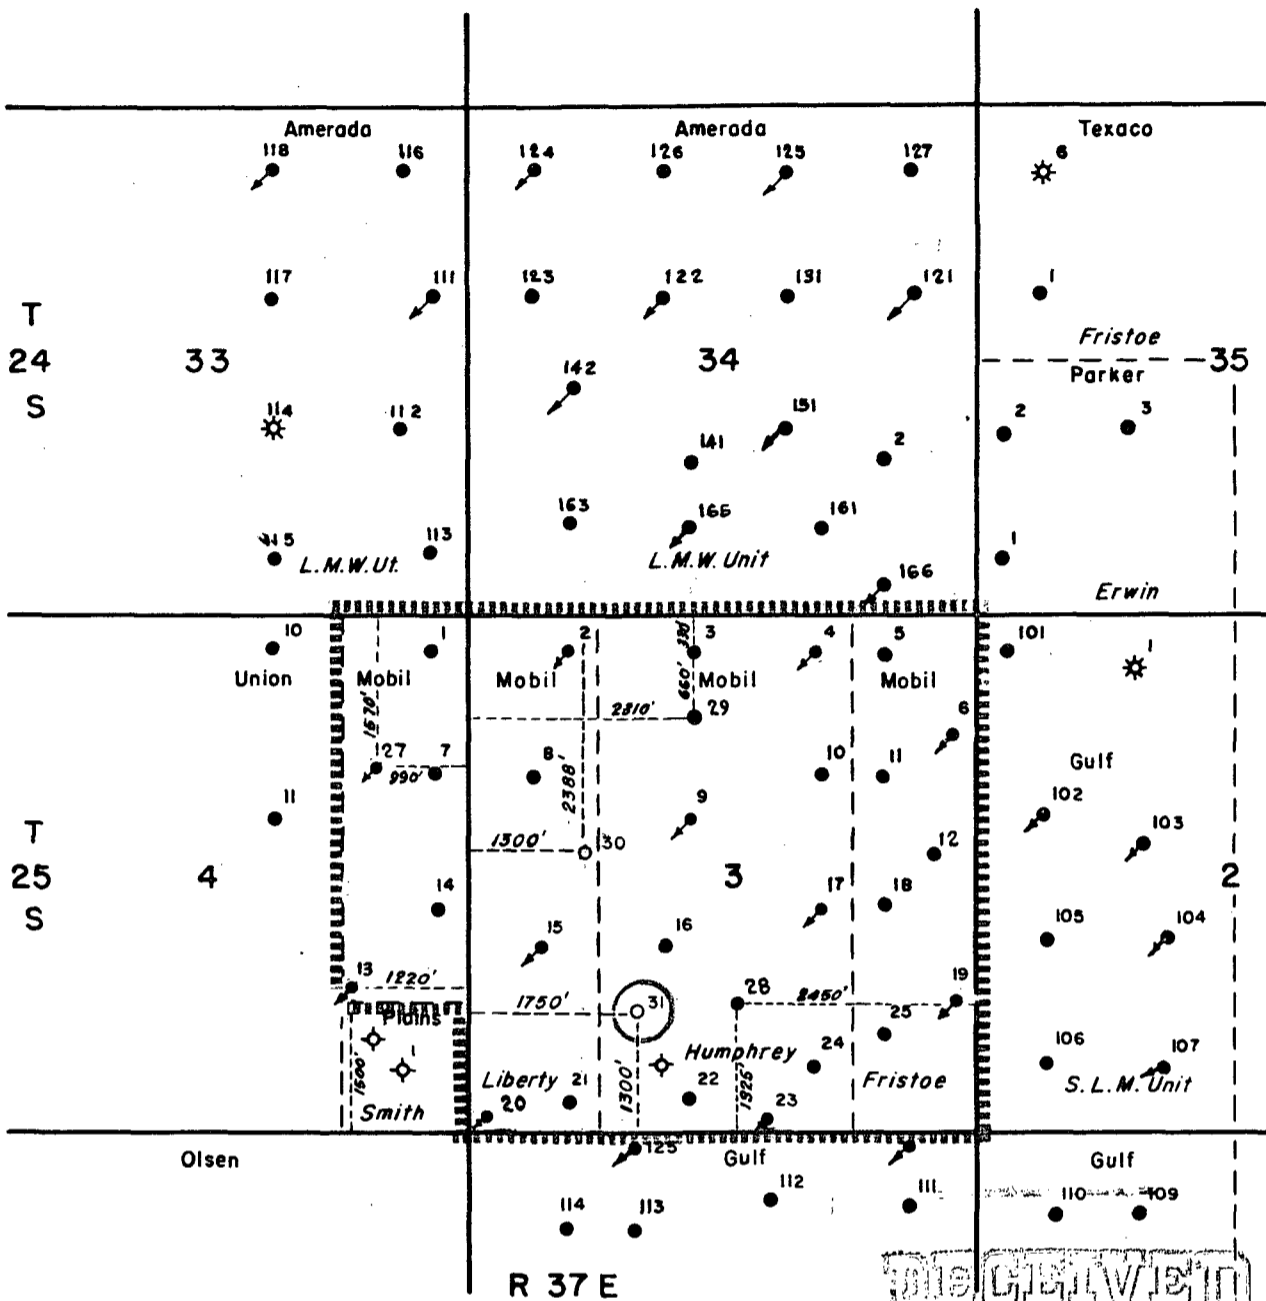 Amerada Amerada Texaco
118 116 124 126 125 127 6
117 111 123 122 131 121 1
T
24 33 34 35
S
Fristoe
Parker
142
114 112 151 2 2 3
141
163 165 161
115 113 1
L.M.W.Ut. L.M.W. Unit
166
Erwin
10 1 2 3 330' 4 5 101 1
Union Mobil Mobil 660' Mobil Mobil
1670' 2310' 29 6
27 7 8 10 11 Gulf
990' 2388'
11 9 102
103
1300' 30 12
T
25 4 3 2
S
14 17 18
15 16 105 104
13 1220' 19
1750' 31 28 2450'
Plains 25
1 24 106 107
1500' Humphrey
Liberty 21 1300' 22 1325' Fristoe S.L.M. Unit
Smith 20 23
Olsen 125 Gulf Gulf
114 113 112 111 110 109
R 37 E
RECEIVED